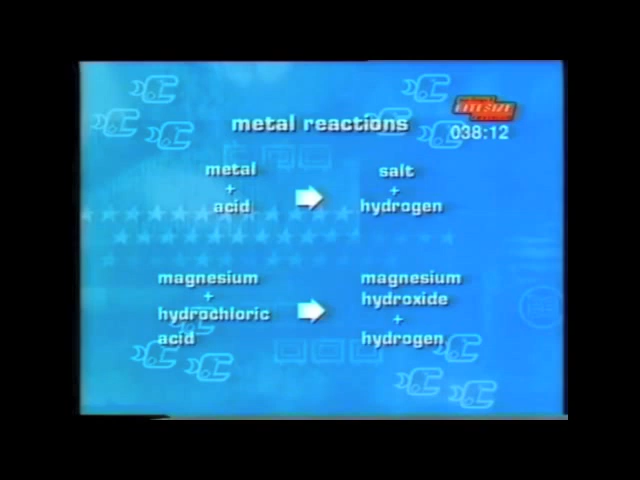 metal reactions
038:12
metal
+
acid
salt
+
hydrogen
magnesium
+
hydrochloric
acid
magnesium
hydroxide
+
hydrogen